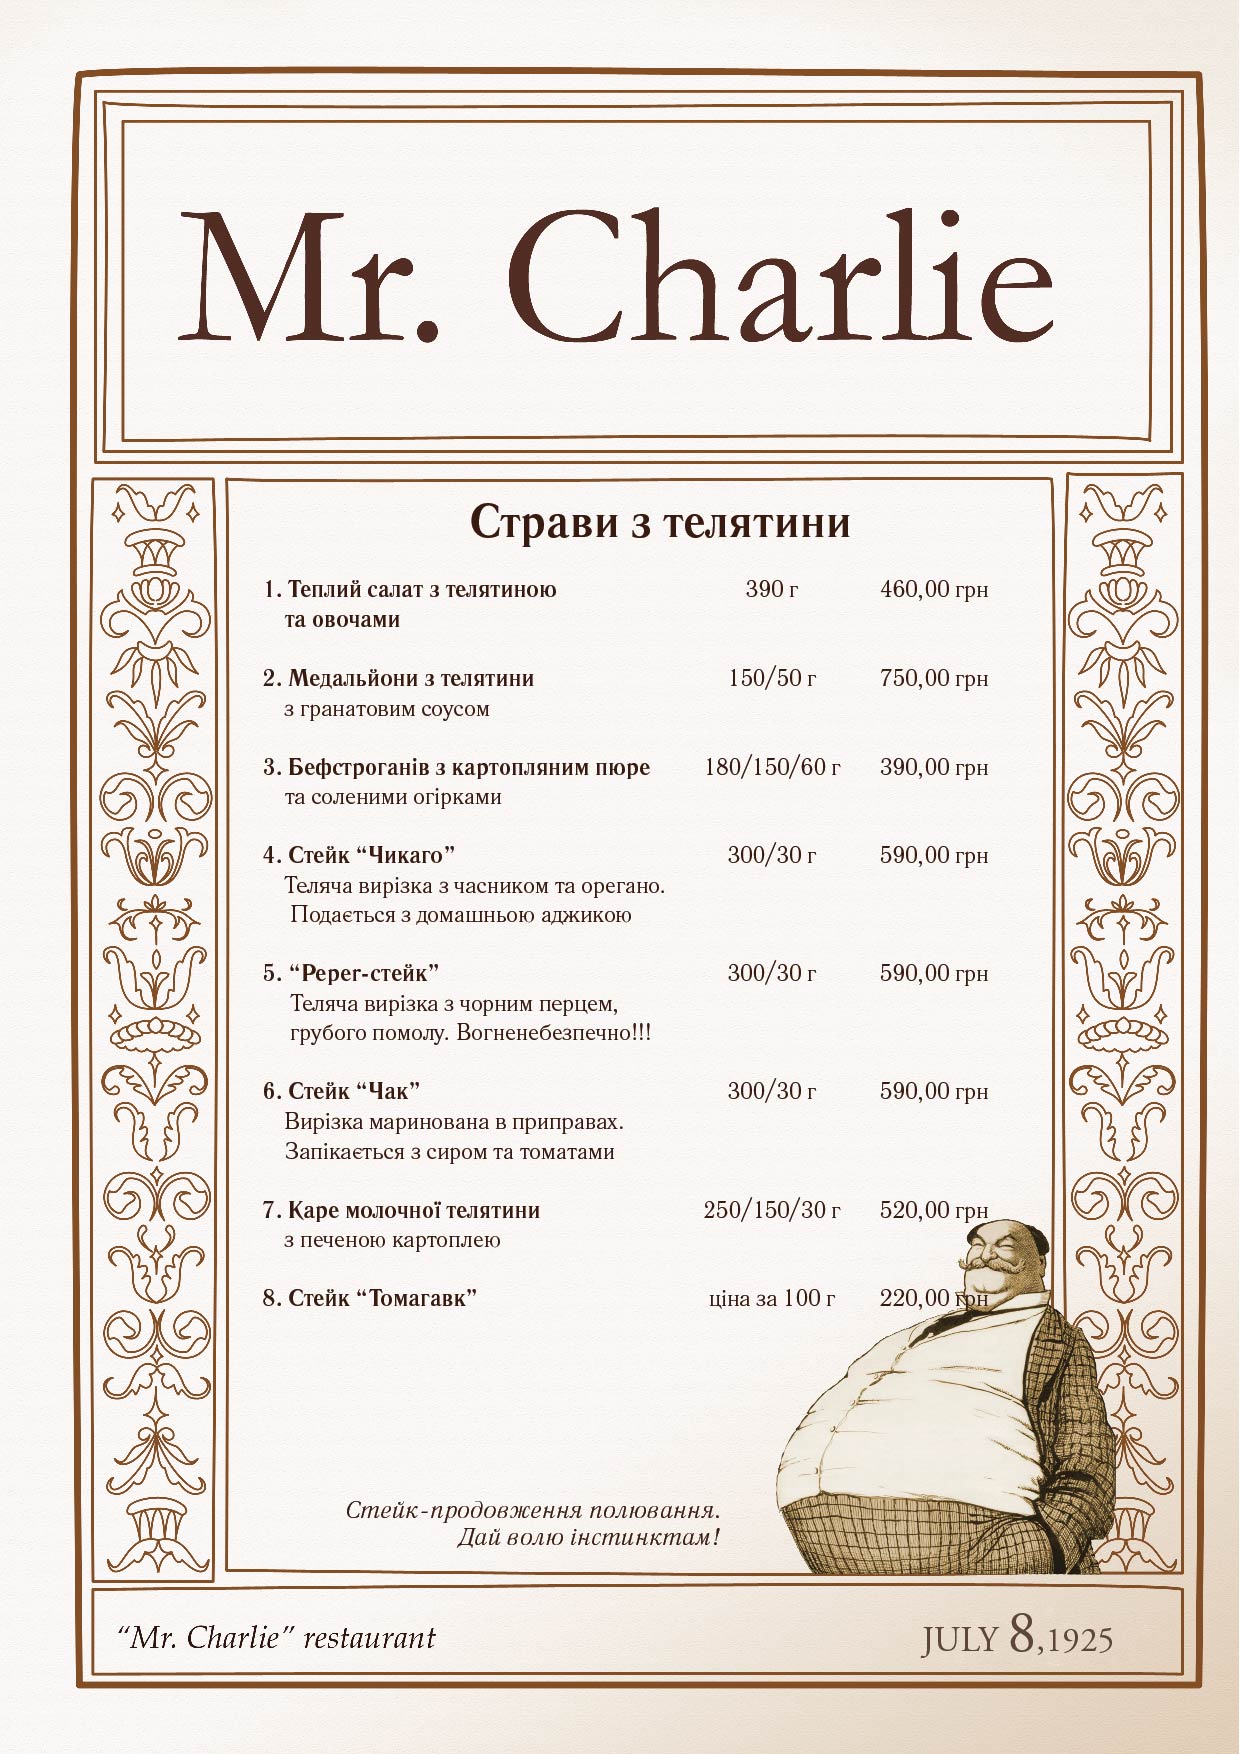 Mr. Charlie
Страви з телятини
1. Теплий салат з телятиною 390 г 460,00 грн
та овочами
2. Медальйони з телятини 150/50 г 750,00 грн
з гранатовим соусом
3. Бефстроганів з картопляним пюре 180/150/60 г 390,00 грн
та соленими огірками
4. Стейк “Чикаго” 300/30 г 590,00 грн
Теляча вирізка з часником та орегано.
Подається з домашньою аджикою
5. “Peper-стейк” 300/30 г 590,00 грн
Теляча вирізка з чорним перцем,
грубого помолу. Вогненебезпечно!!!
6. Стейк “Чак” 300/30 г 590,00 грн
Вирізка маринована в приправах.
Запікається з сиром та томатами
7. Каре молочної телятини 250/150/30 г 520,00 грн
з печеною картоплею
8. Стейк “Томагавк” ціна за 100 г 220,00 грн
Стейк-продовження полювання.
Дай волю інстинктам!
“Mr. Charlie” restaurant JULY 8,1925